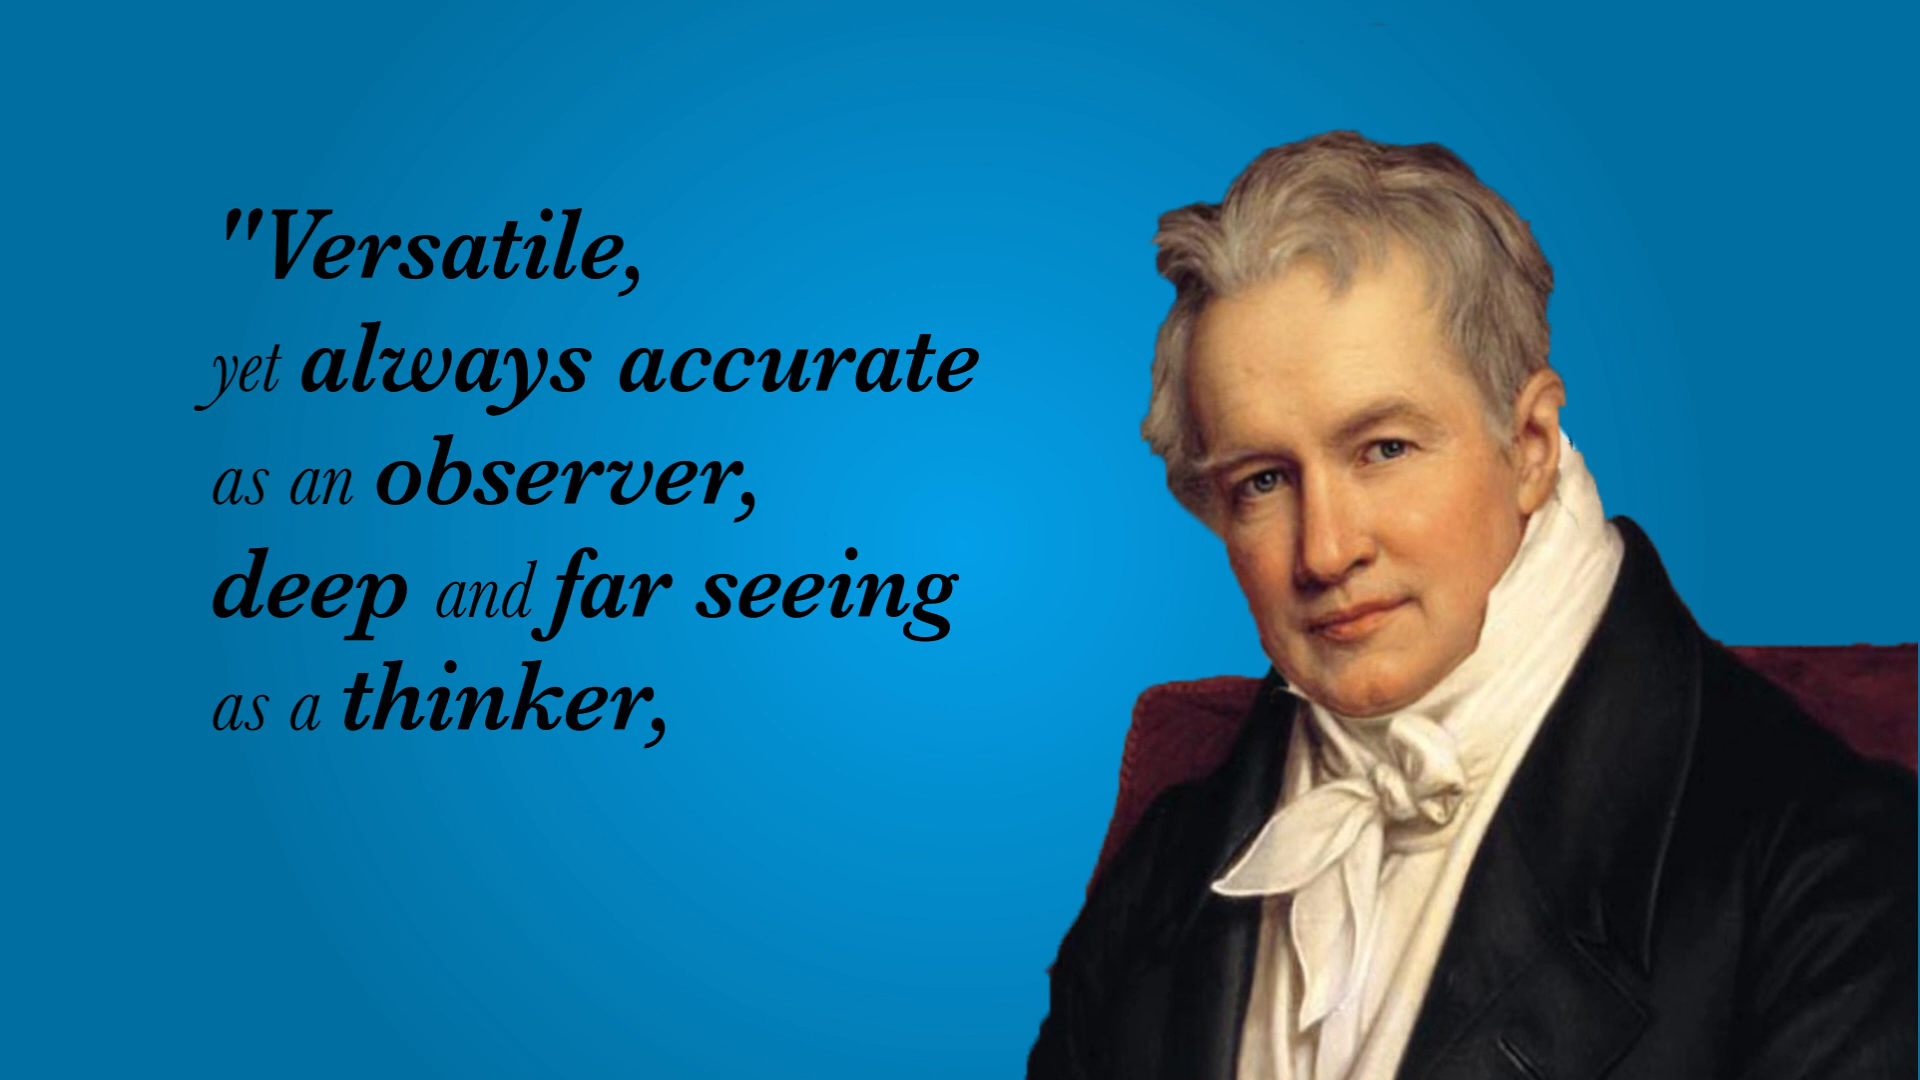 "Versatile,
yet always accurate
as an observer,
deep and far seeing
as a thinker,